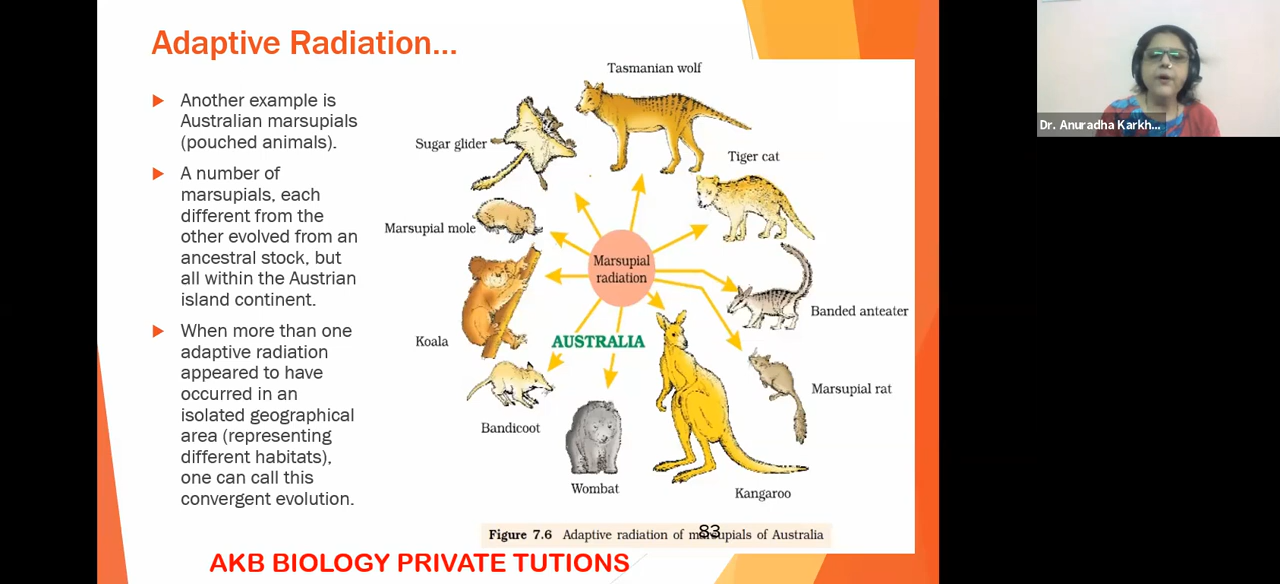 Adaptive Radiation...
Another example is
Australian marsupials
(pouched animals).
A number of
marsupials, each
different from the
other evolved from an
ancestral stock, but
all within the Austrian
island continent.
When more than one
adaptive radiation
appeared to have
occurred in an
isolated geographical
area (representing
different habitats),
one can call this
convergent evolution.
Tasmanian wolf
Sugar glider
Tiger cat
Marsupial mole
Marsupial
radiation
Banded anteater
Koala
AUSTRALIA
Marsupial rat
Bandicoot
Wombat
Kangaroo
83
Figure 7.6 Adaptive radiation of marsupials of Australia
AKB BIOLOGY PRIVATE TUTIONS
Dr. Anuradha Karkh...